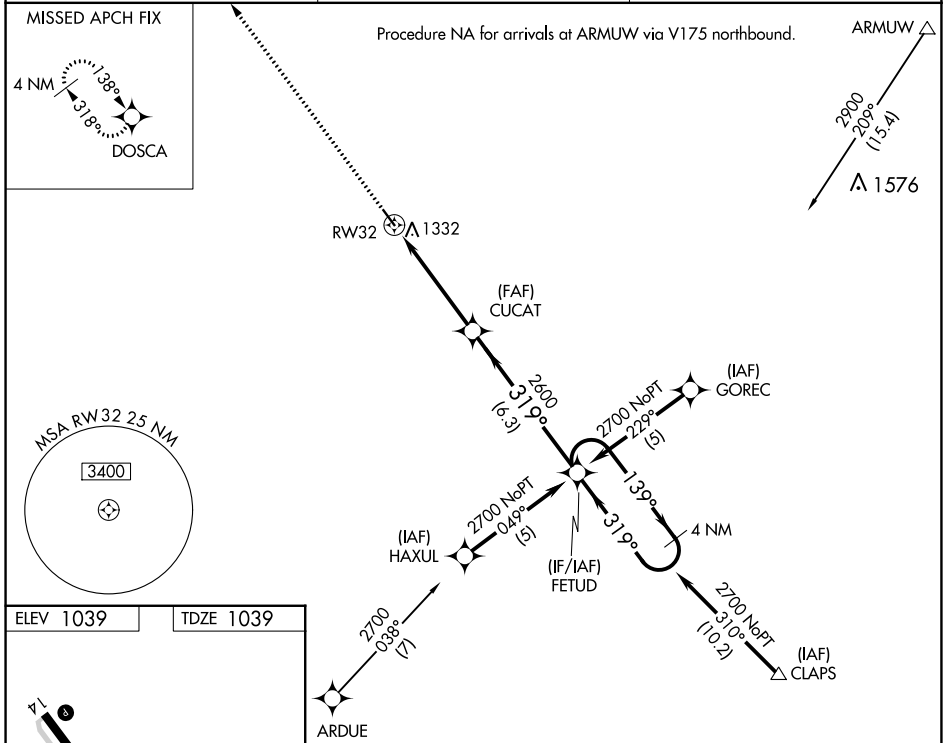 MISSED APCH FIX
4 NM
138°
318°
DOSCA
Procedure NA for arrivals at ARMUW via V175 northbound.
ARMUW
2900
209°
(15.4)
1576
RW32
1332
(FAF)
CUCAT
2600
319°
(6.3)
(IAF)
GOREC
2700 NoPT
229°
(5)
MSA RW32 25 NM
3400
2700 NoPT
049°
(5)
(IAF)
HAXUL
(IF/IAF)
FETUD
139°
319°
4 NM
2700 NoPT
310°
(10.2)
(IAF)
CLAPS
2700
038°
(7)
ARDUE
ELEV 1039
TDZE 1039
14
P